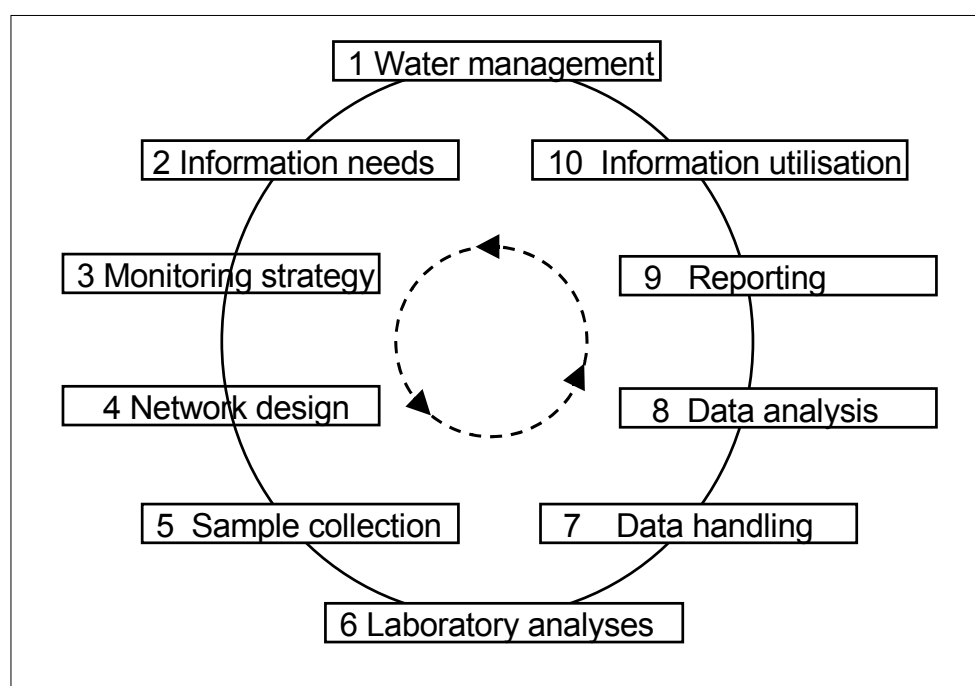 1 Water management
2 Information needs
10 Information utilisation
3 Monitoring strategy
9 Reporting
4 Network design
8 Data analysis
5 Sample collection
7 Data handling
6 Laboratory analyses